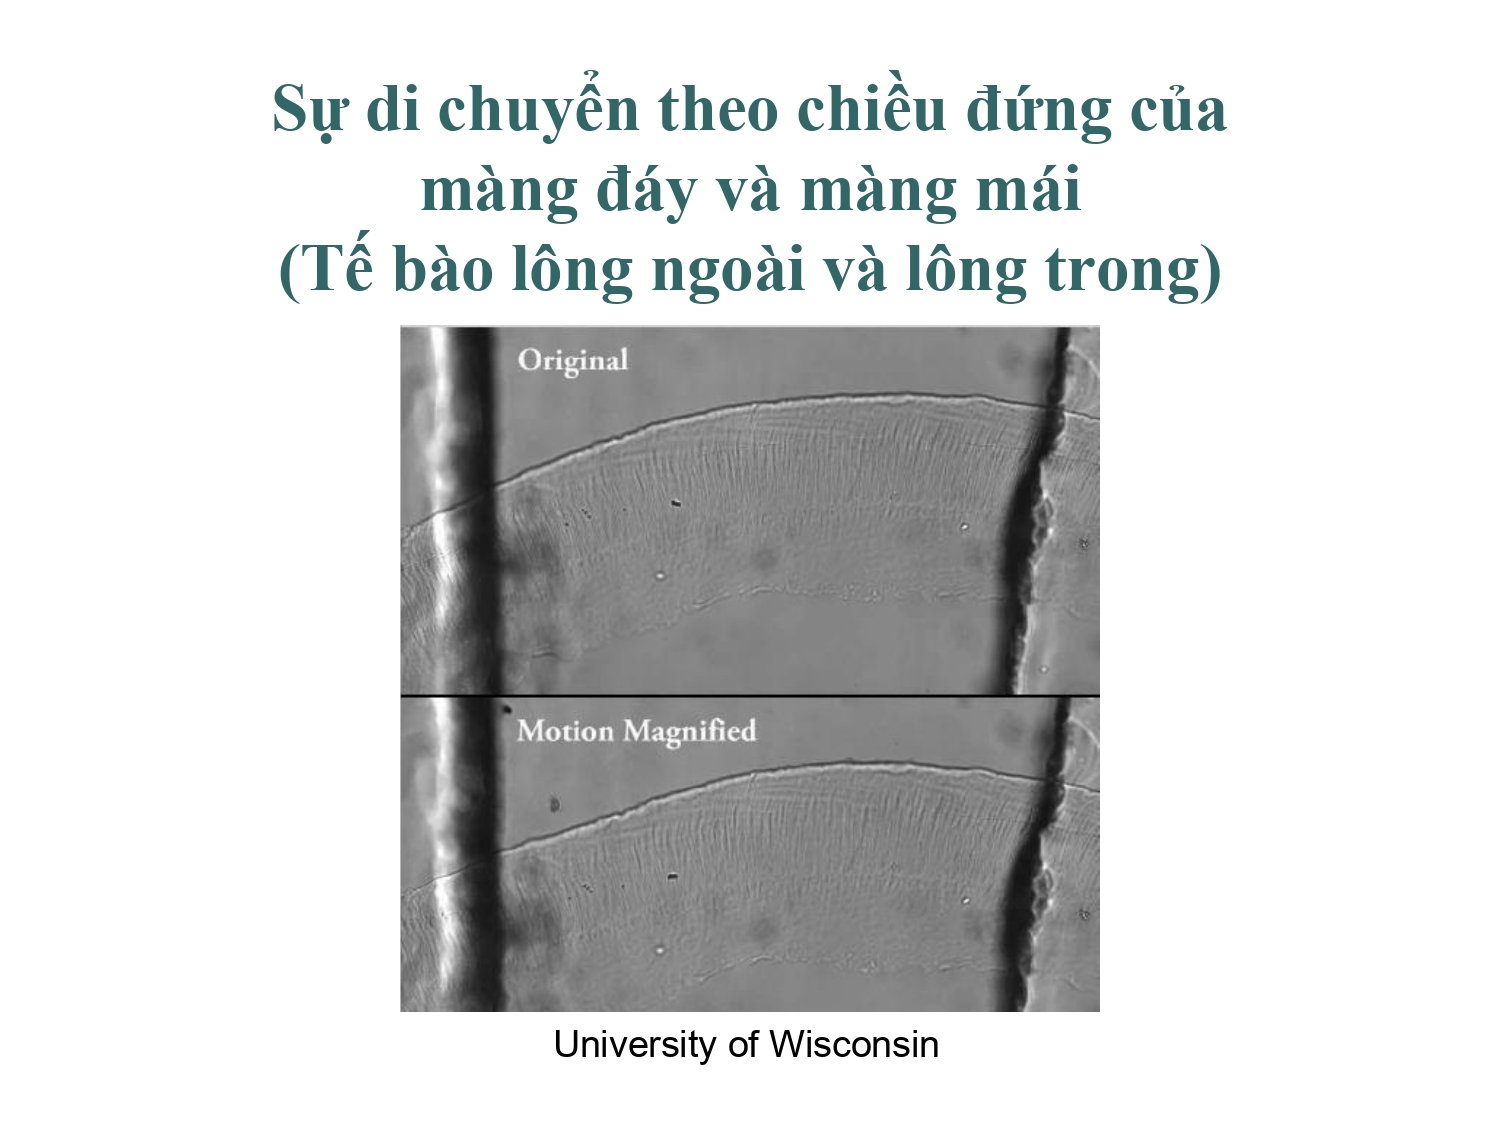 Sự di chuyển theo chiều đứng của
màng đáy và màng mái
(Tế bào lông ngoài và lông trong)
Original
Motion Magnified
University of Wisconsin